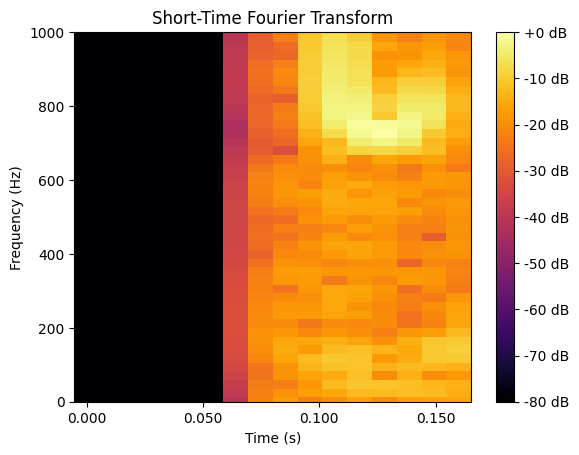 Short-Time Fourier Transform
1000
800
600
400
200
0
Frequency (Hz)
0.000
0.050
0.100
0.150
Time (s)
+0 dB
-10 dB
-20 dB
-30 dB
-40 dB
-50 dB
-60 dB
-70 dB
-80 dB